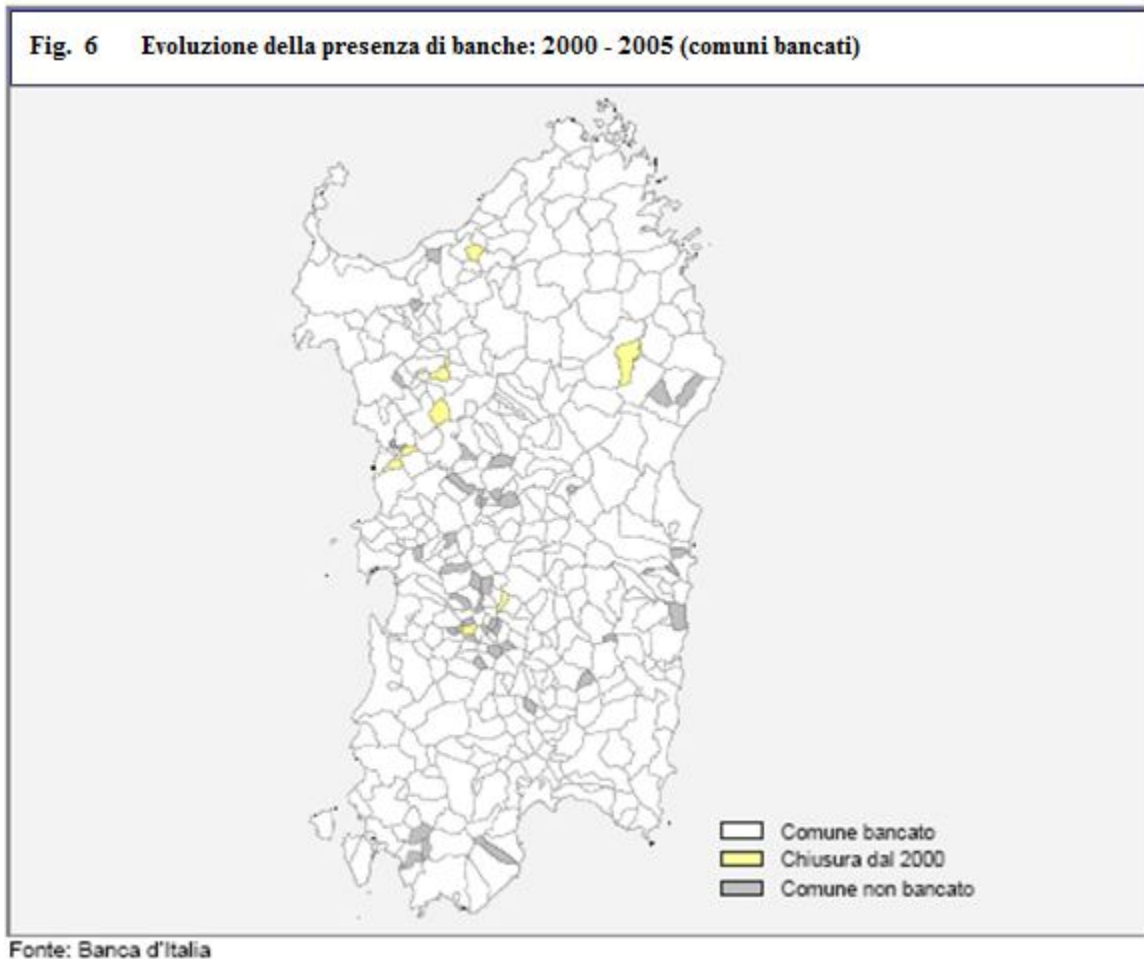 Fig. 6 Evoluzione della presenza di banche: 2000 - 2005 (comuni bancati)
Comune bancato
Chiusura dal 2000
Comune non bancato
Fonte: Banca d'Italia